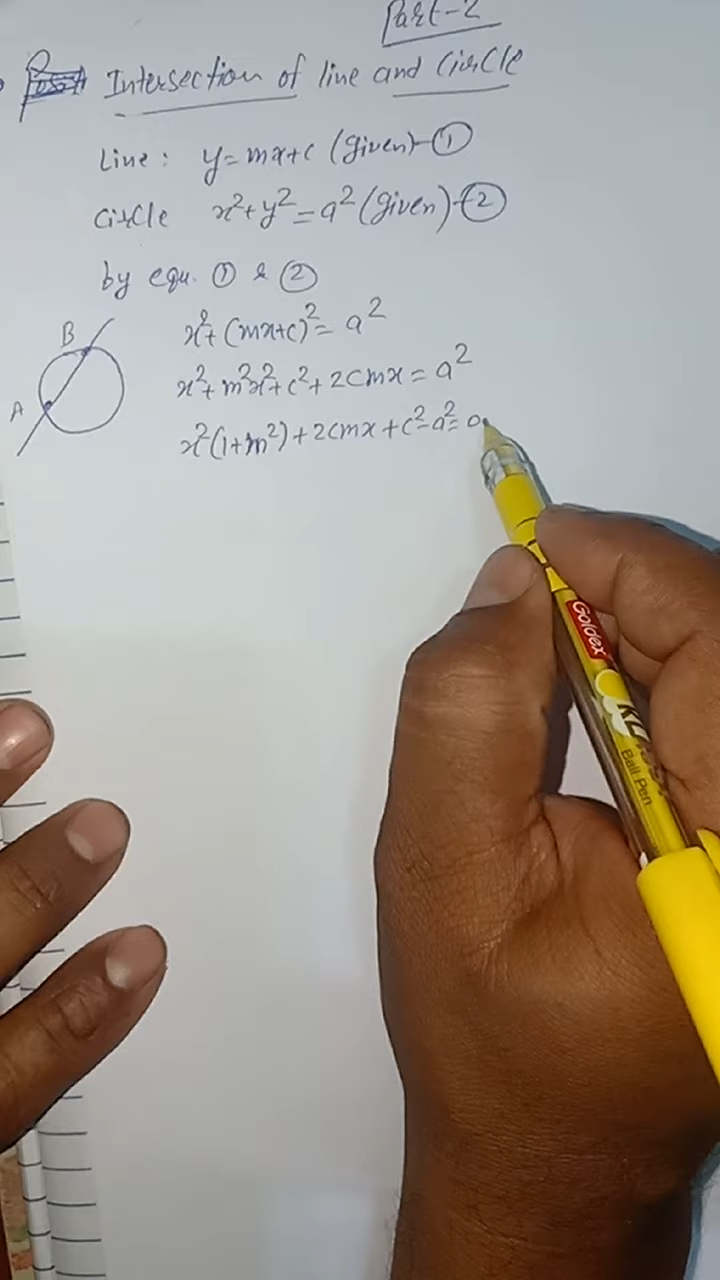 Part-2
Intersection of line and Circle
Line : y=mx+c (given)-①
Circle x²+y²=a² (given)-②
by equ. ① & ②
x²+(mx+c)²=a²
x²+m²x²+c²+2cmx=a²
x²(1+m²)+2cmx+c²-a²=0
B
A
Goldex
Ball Pen